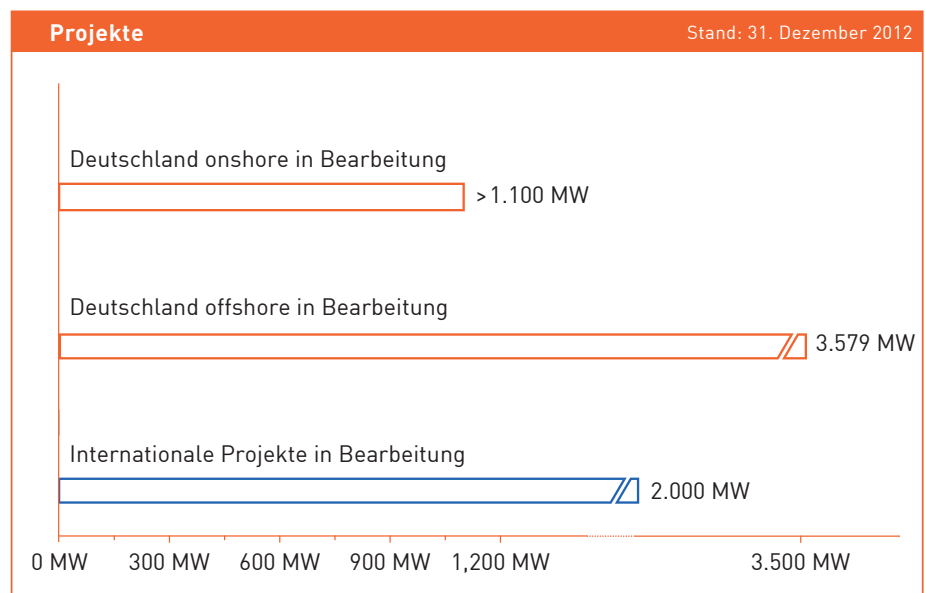 Projekte
Stand: 31. Dezember 2012
Deutschland onshore in Bearbeitung
>1.100 MW
Deutschland offshore in Bearbeitung
3.579 MW
Internationale Projekte in Bearbeitung
2.000 MW
0 MW 300 MW 600 MW 900 MW 1,200 MW 3.500 MW